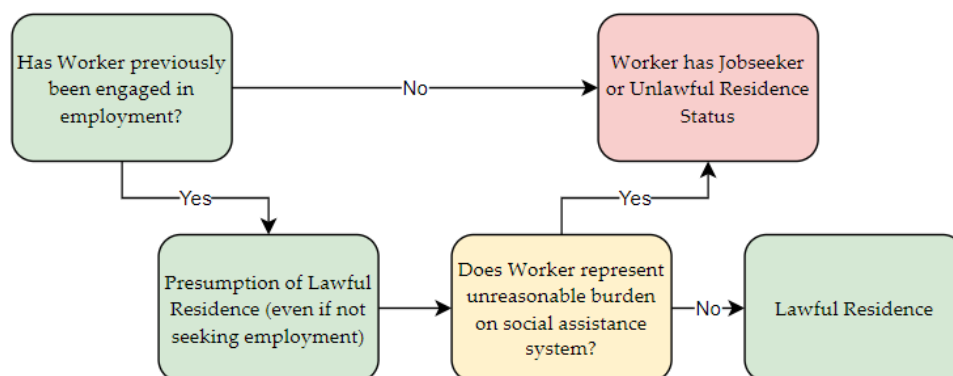 Has Worker previously
been engaged in
employment?
No
Worker has Jobseeker
or Unlawful Residence
Status
Yes
Yes
Presumption of Lawful
Residence (even if not
seeking employment)
Does Worker represent
unreasonable burden
on social assistance
system?
No
Lawful Residence